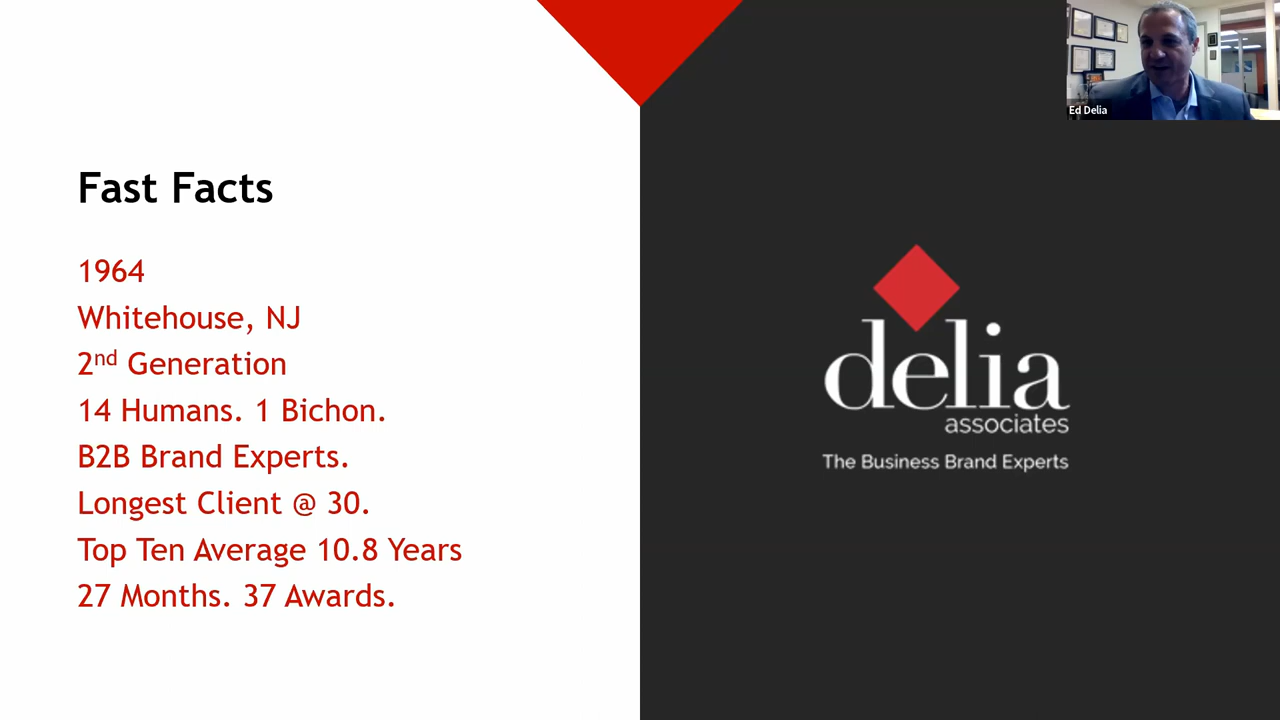 Ed Delia
Fast Facts
1964
Whitehouse, NJ
2nd Generation
14 Humans. 1 Bichon.
B2B Brand Experts.
Longest Client @ 30.
Top Ten Average 10.8 Years
27 Months. 37 Awards.
delia
associates
The Business Brand Experts